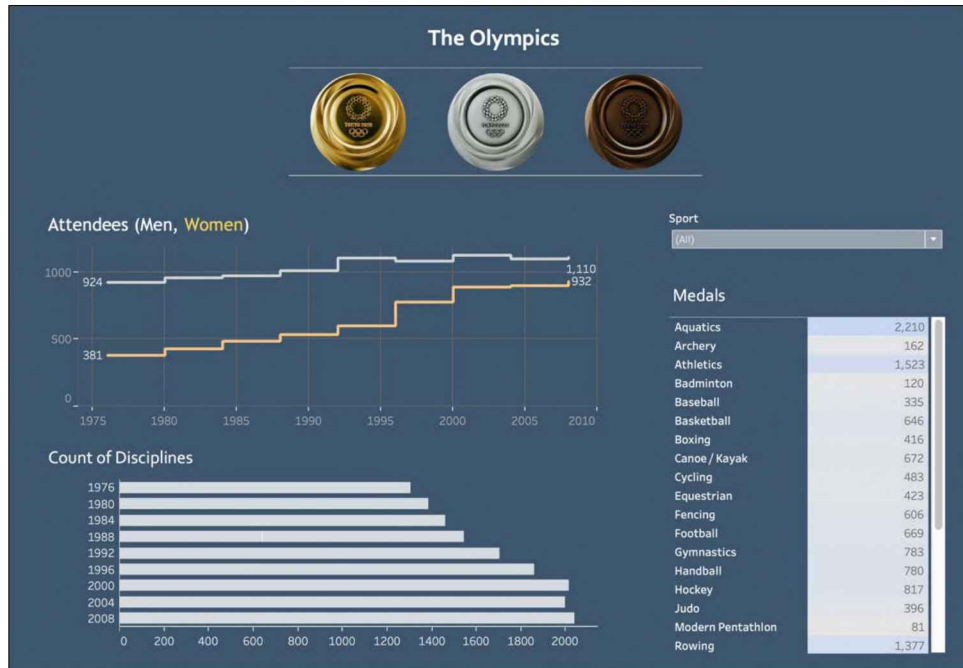 The Olympics
TOKYO 2020
Attendees (Men, Women)
1000
924
1,110
932
500
381
0
1975 1980 1985 1990 1995 2000 2005 2010
Count of Disciplines
1976
1980
1984
1988
1992
1996
2000
2004
2008
0 200 400 600 800 1000 1200 1400 1600 1800 2000
Sport
(All)
Medals
Aquatics 2,210
Archery 162
Athletics 1,523
Badminton 120
Baseball 335
Basketball 646
Boxing 416
Canoe / Kayak 672
Cycling 483
Equestrian 423
Fencing 606
Football 669
Gymnastics 783
Handball 780
Hockey 817
Judo 396
Modern Pentathlon 81
Rowing 1,377